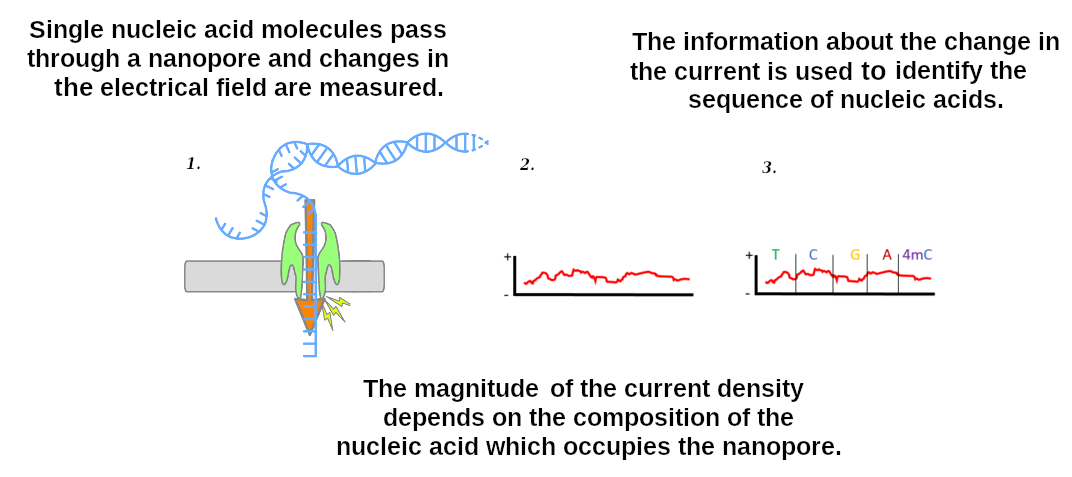 Single nucleic acid molecules pass
through a nanopore and changes in
the electrical field are measured.
The information about the change in
the current is used to identify the
sequence of nucleic acids.
1.
2.
3.
+
-
+ T C G A 4mC
-
The magnitude of the current density
depends on the composition of the
nucleic acid which occupies the nanopore.